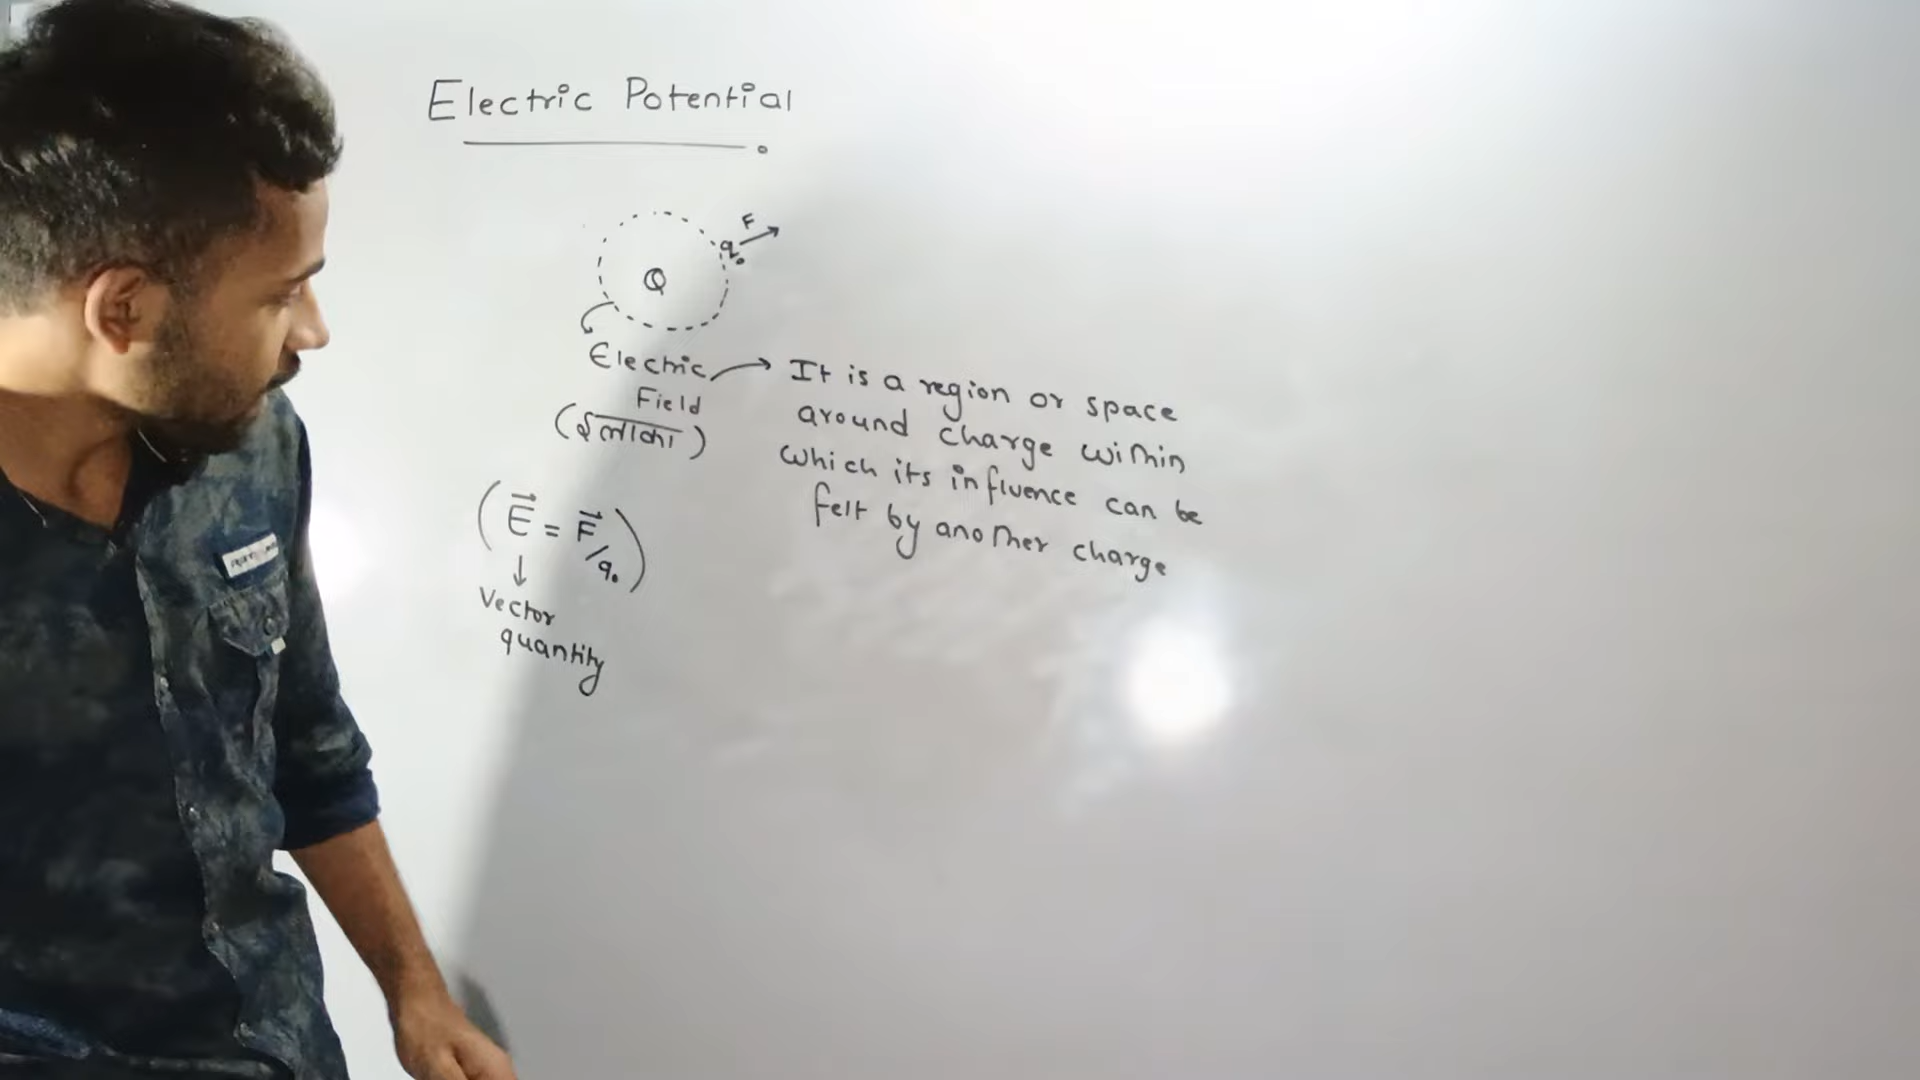 Electric Potential
F
q₀
Q
Electric → It is a region or space
Field around charge within
(इलाका) which its influence can be
felt by another charge
(E⃗ = F⃗/q₀)
↓
Vector
quantity